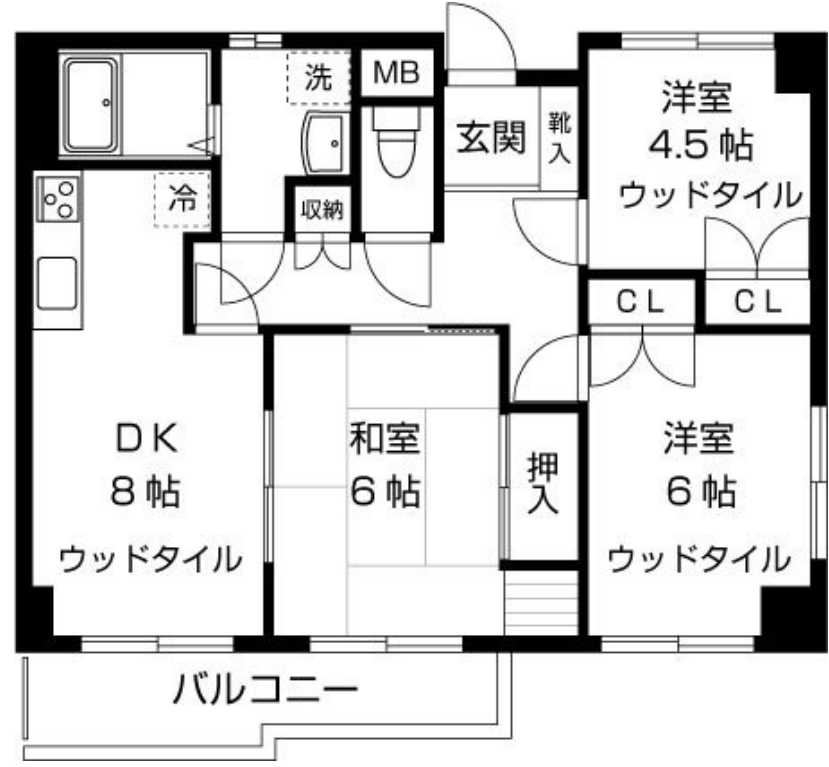 洗
MB
玄関
靴入
洋室
4.5 帖
ウッドタイル
冷
収納
CL
CL
DK
8 帖
ウッドタイル
和室
6 帖
押入
洋室
6 帖
ウッドタイル
バルコニー